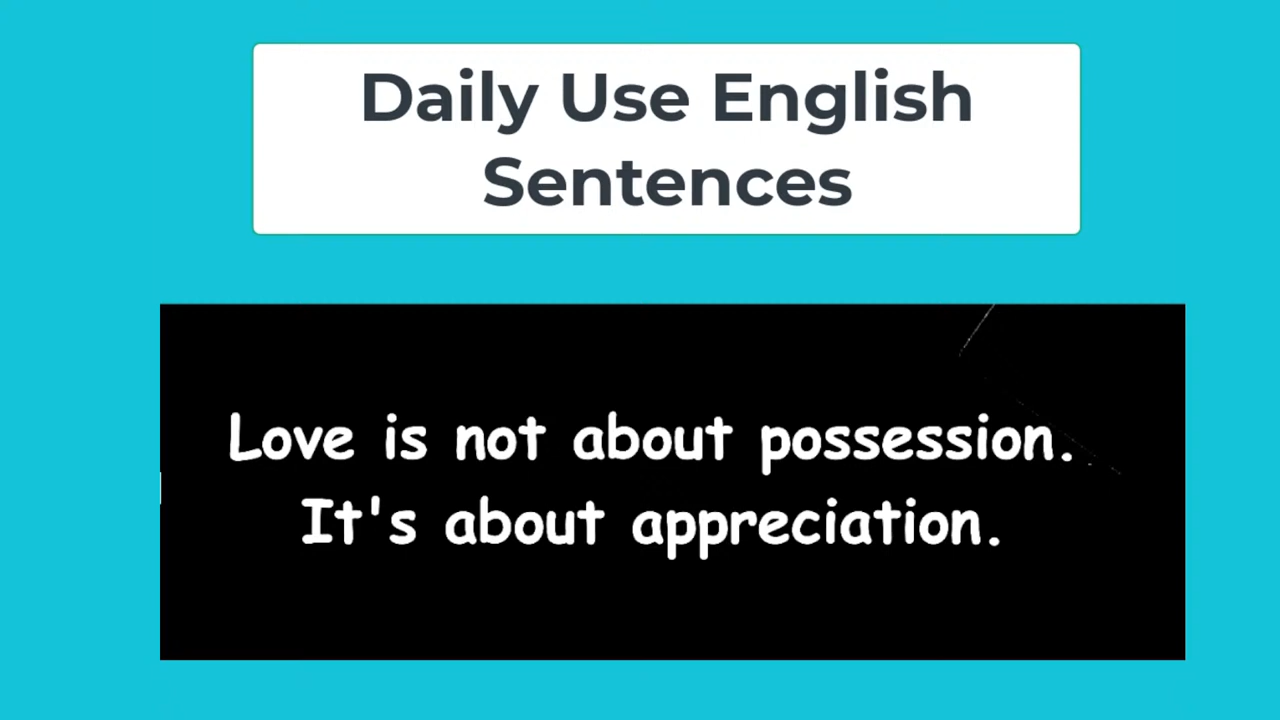 Daily Use English
Sentences
Love is not about possession.
It's about appreciation.